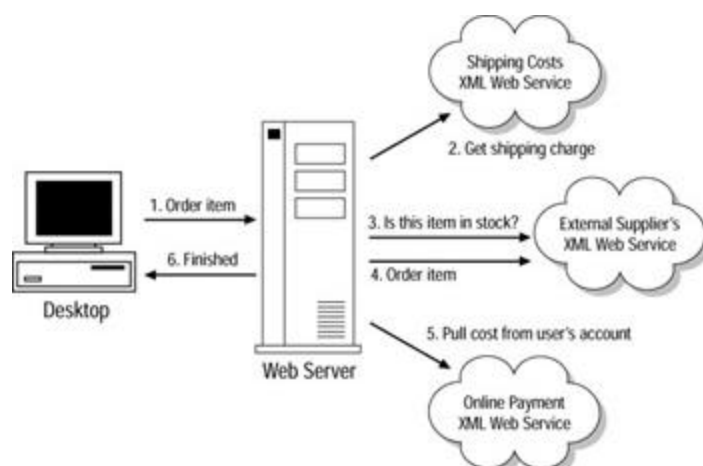 Shipping Costs
XML Web Service
2. Get shipping charge
1. Order item
3. Is this item in stock?
External Supplier's
XML Web Service
6. Finished
4. Order item
Desktop
5. Pull cost from user's account
Web Server
Online Payment
XML Web Service